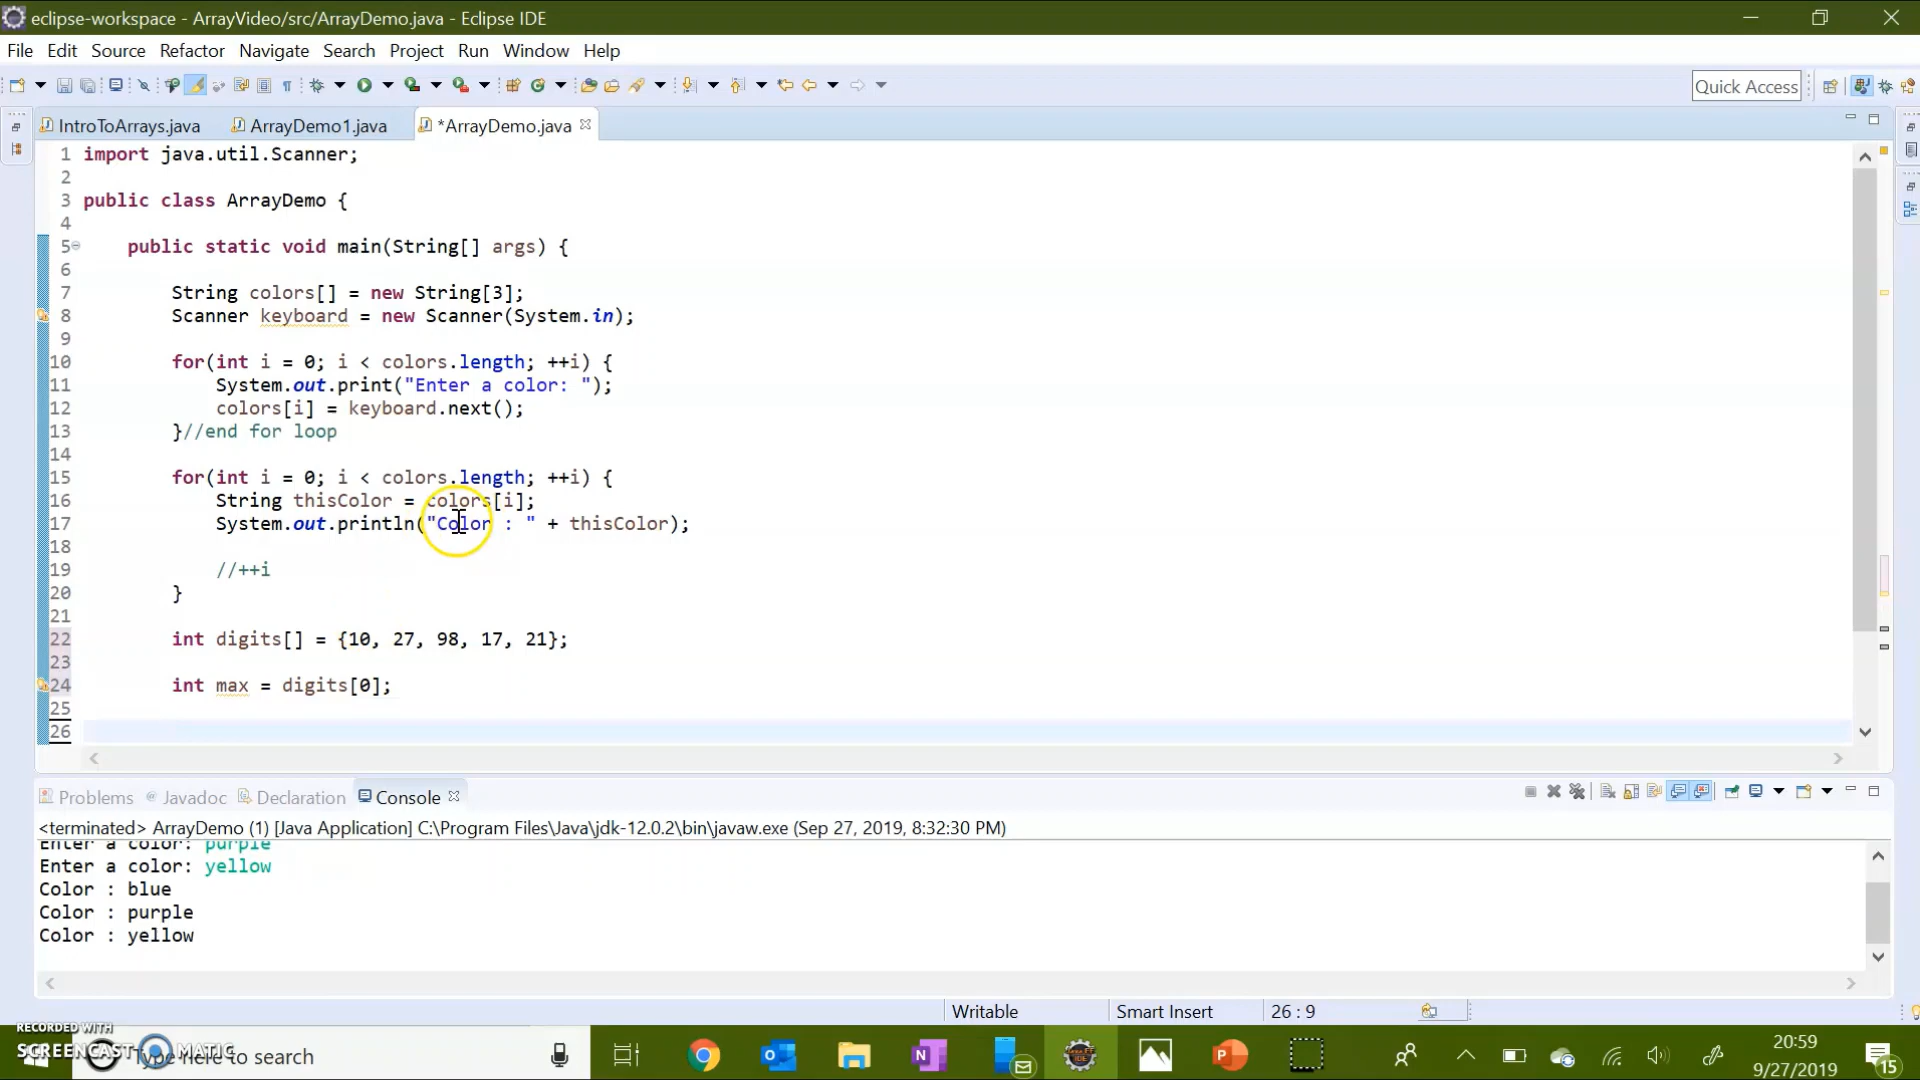 eclipse-workspace - ArrayVideo/src/ArrayDemo.java - Eclipse IDE
File Edit Source Refactor Navigate Search Project Run Window Help
Quick Access
IntroToArrays.java ArrayDemo1.java *ArrayDemo.java
1 import java.util.Scanner;
2
3 public class ArrayDemo {
4
5 public static void main(String[] args) {
6
7 String colors[] = new String[3];
8 Scanner keyboard = new Scanner(System.in);
9
10 for(int i = 0; i < colors.length; ++i) {
11 System.out.print("Enter a color: ");
12 colors[i] = keyboard.next();
13 }//end for loop
14
15 for(int i = 0; i < colors.length; ++i) {
16 String thisColor = colors[i];
17 System.out.println("Color : " + thisColor);
18
19 //++i
20 }
21
22 int digits[] = {10, 27, 98, 17, 21};
23
24 int max = digits[0];
25
26
Problems @ Javadoc Declaration Console
<terminated> ArrayDemo (1) [Java Application] C:\Program Files\Java\jdk-12.0.2\bin\javaw.exe (Sep 27, 2019, 8:32:30 PM)
Enter a color: purple
Enter a color: yellow
Color : blue
Color : purple
Color : yellow
Writable Smart Insert 26 : 9
RECORDED WITH
SCREENCAST MATIC
Type here to search
20:59
9/27/2019
15